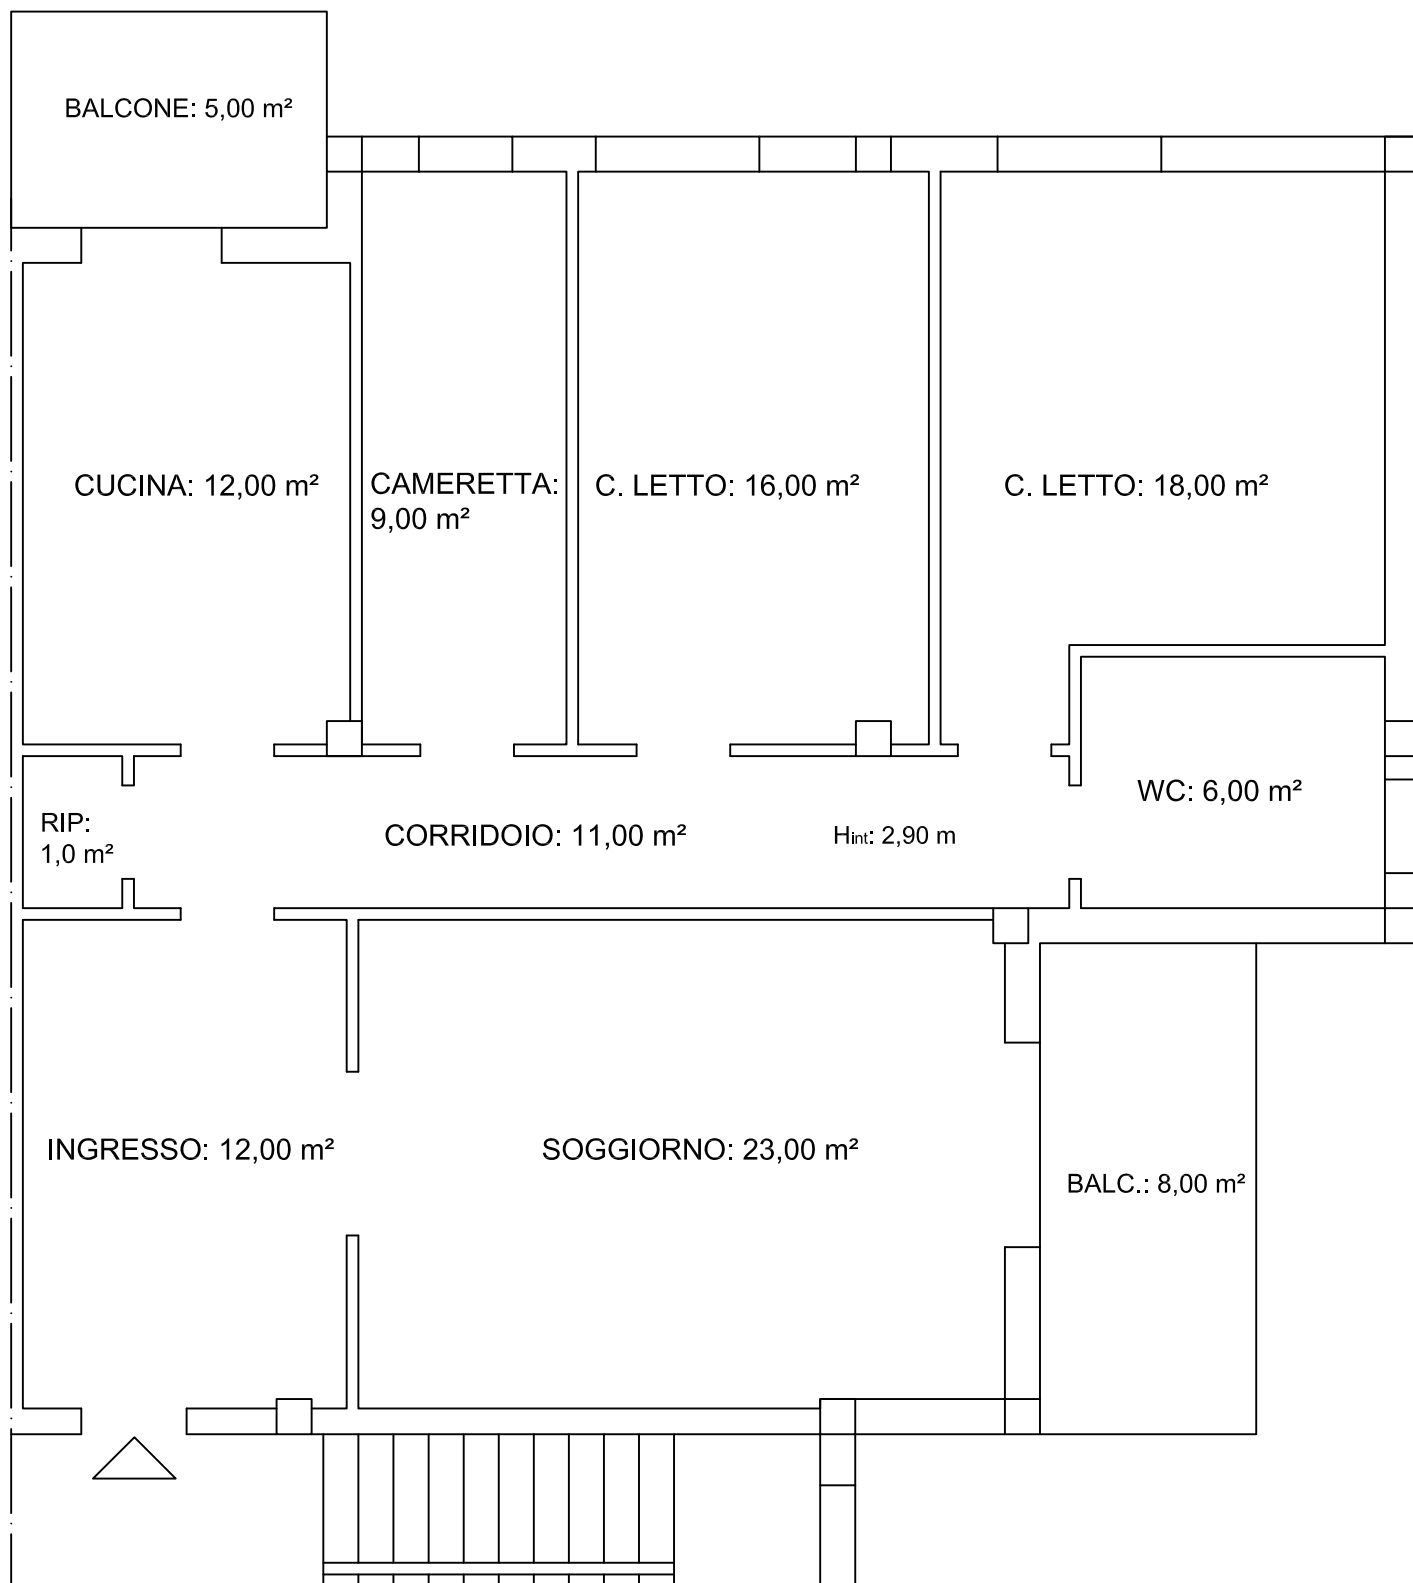 BALCONE: 5,00 m²
CUCINA: 12,00 m²
CAMERETTA:
9,00 m²
C. LETTO: 16,00 m²
C. LETTO: 18,00 m²
RIP:
1,0 m²
CORRIDOIO: 11,00 m²
Hint: 2,90 m
WC: 6,00 m²
INGRESSO: 12,00 m²
SOGGIORNO: 23,00 m²
BALC.: 8,00 m²